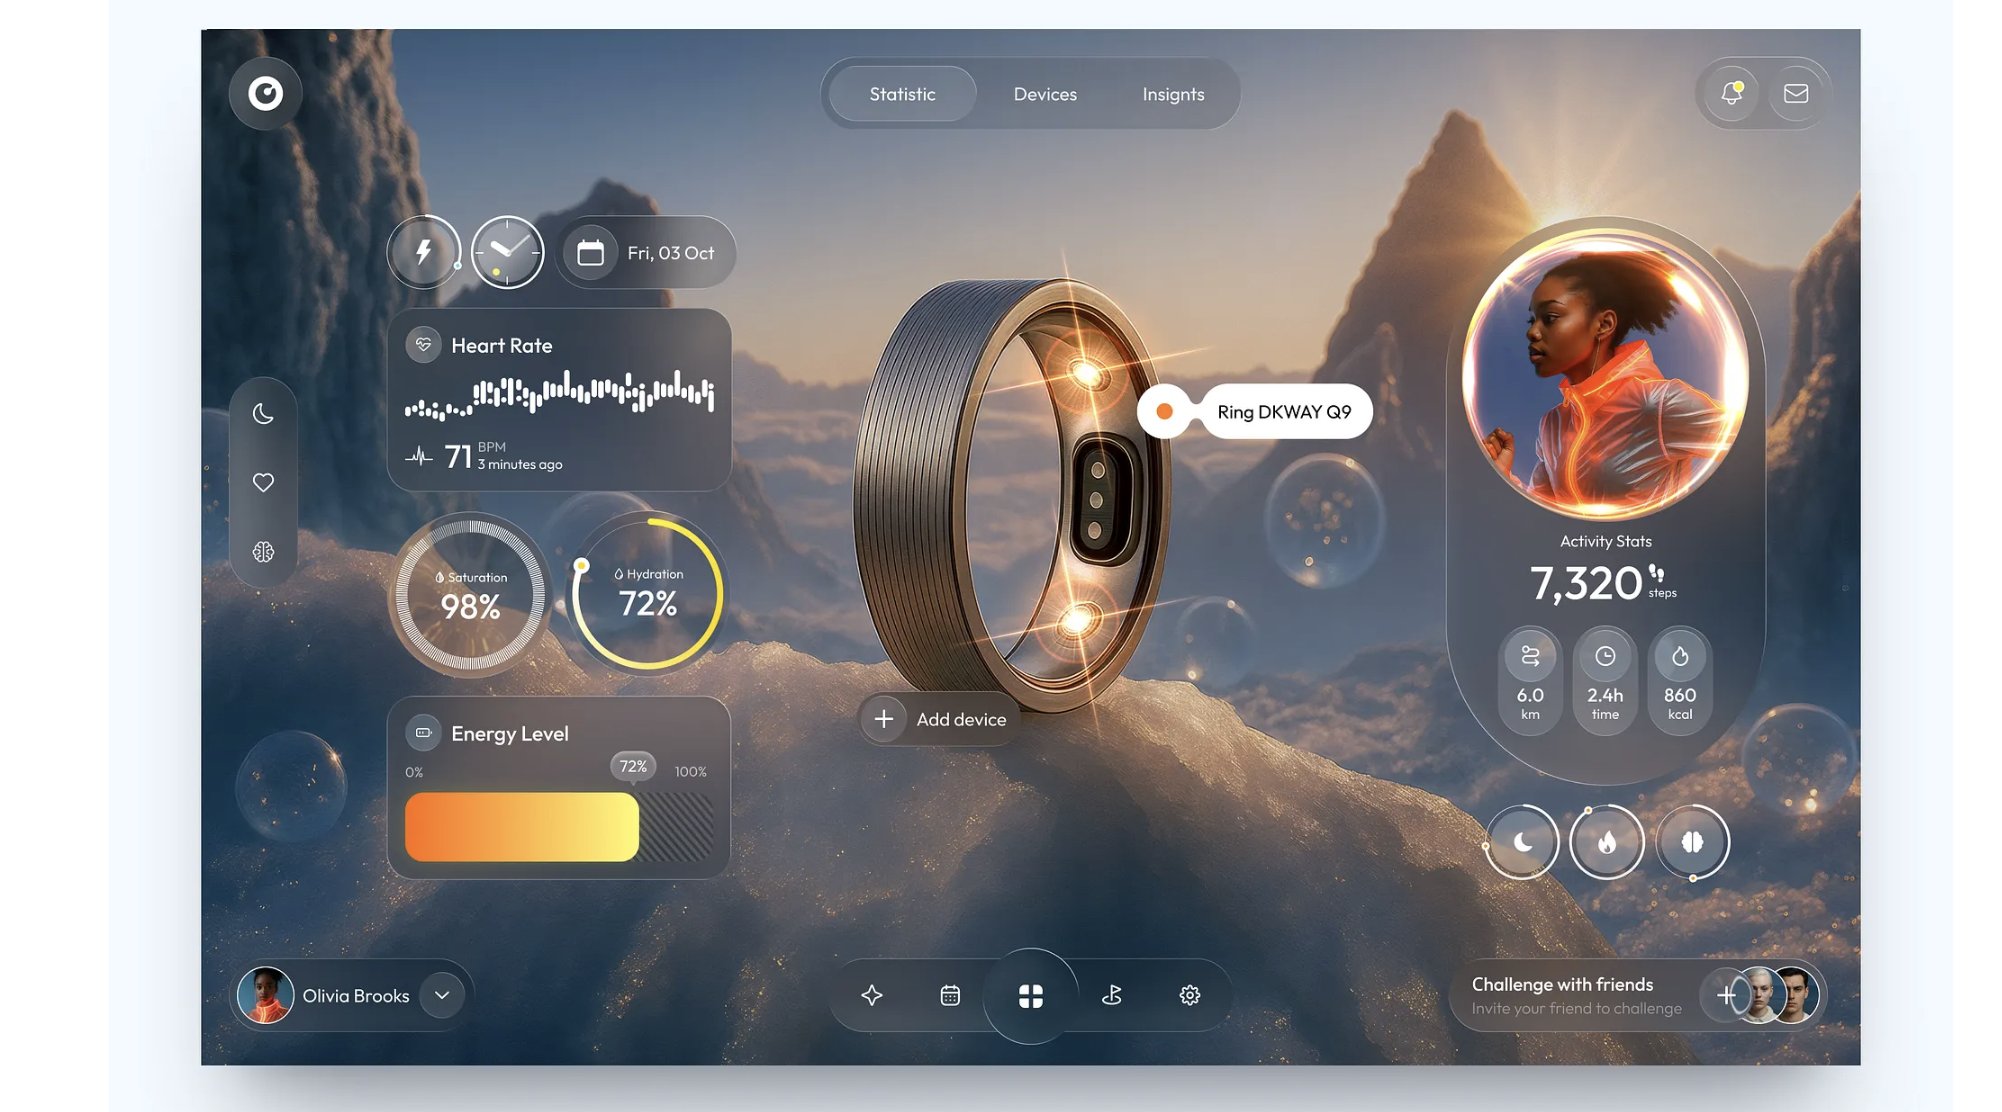 Statistic
Devices
Insignts
Fri, 03 Oct
Heart Rate
71 BPM
3 minutes ago
Saturation
98%
Hydration
72%
Energy Level
0%
72%
100%
Ring DKWAY Q9
Add device
Activity Stats
7,320 steps
6.0
km
2.4h
time
860
kcal
Olivia Brooks
Challenge with friends
Invite your friend to challenge